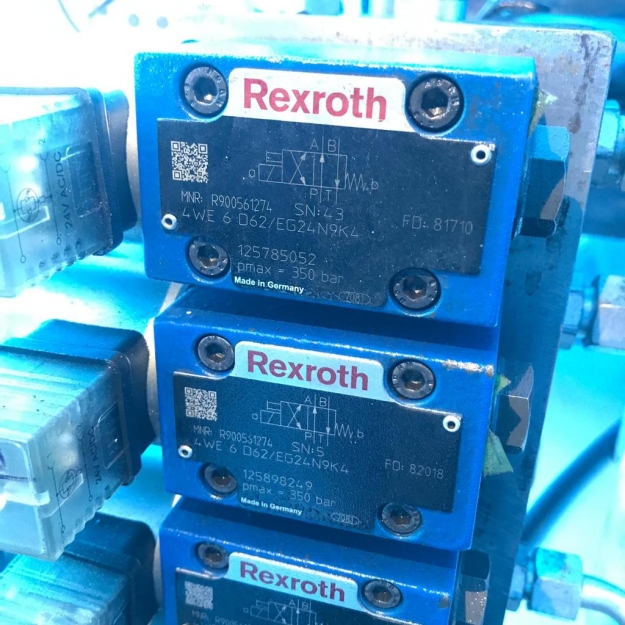 Rexroth
A B
a
b
P T
MNR: R900561274 SN:43
FD: 81710
4WE 6 D62/EG24N9K4
125785052
pmax = 350 bar
Made in Germany
7081
24V AC/DC
Rexroth
A B
P T
MNR: R900561274 SN:5
FD: 82018
4WE 6 D62/EG24N9K4
125898249
pmax = 350 bar
Made in Germany
7081
Rexroth
A B